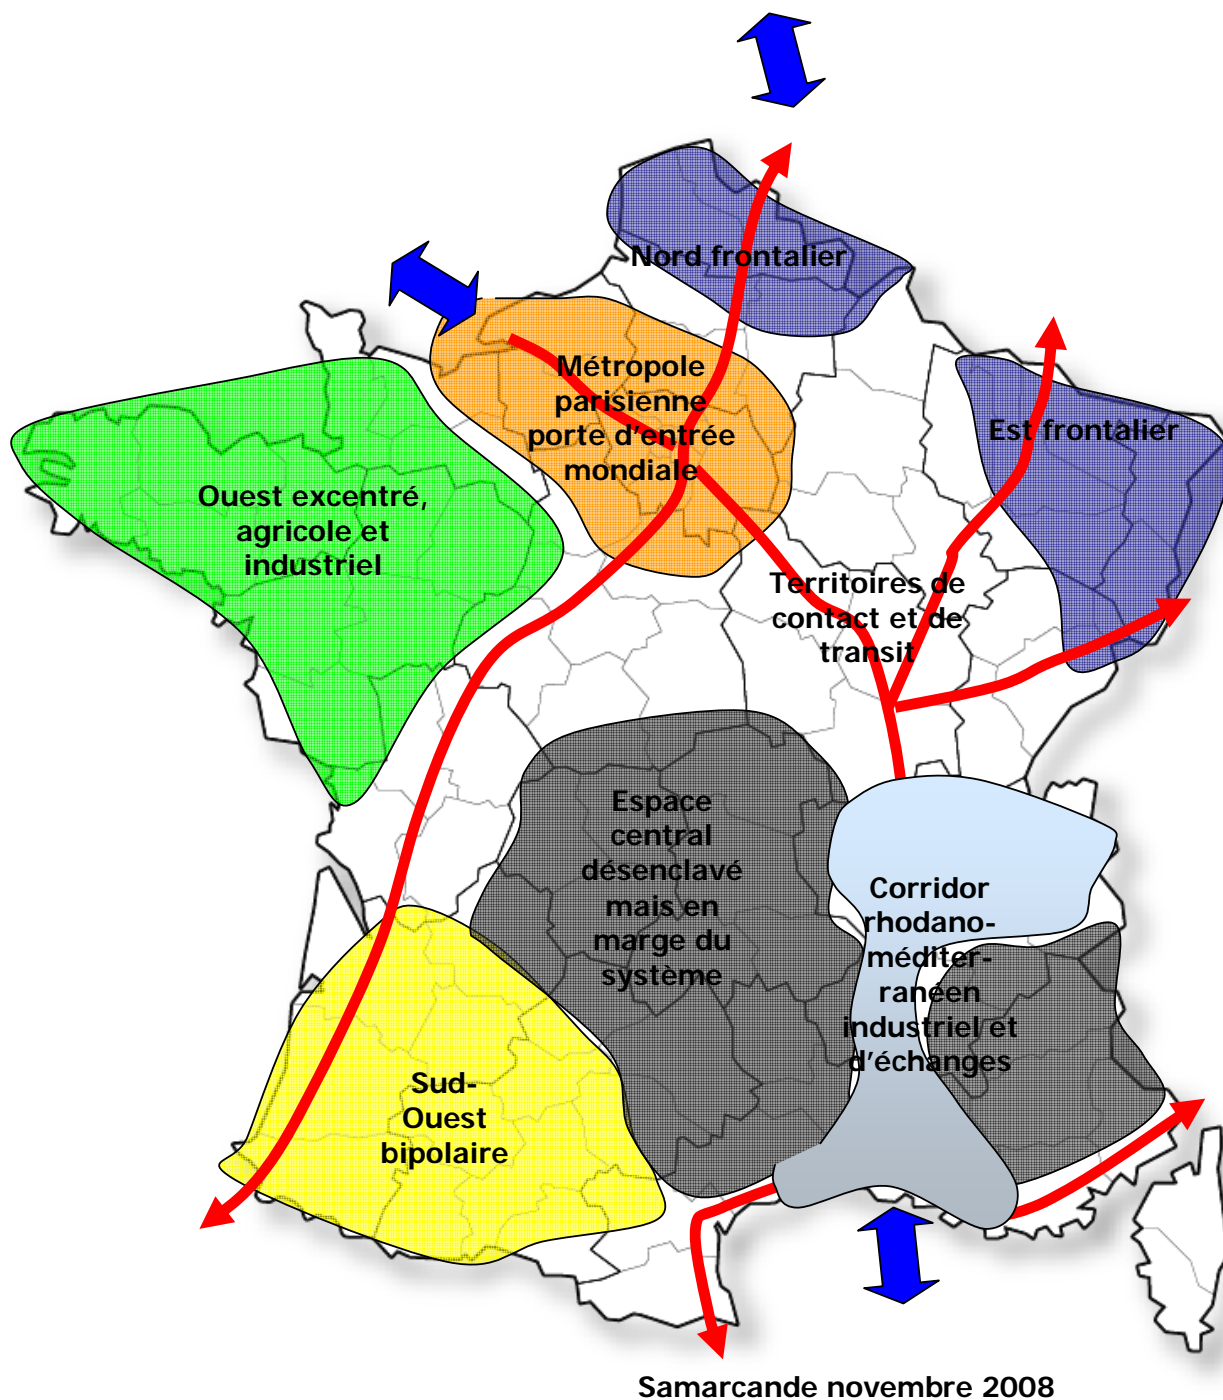 Nord frontalier
Métropole
parisienne
porte d'entrée
mondiale
Est frontalier
Ouest excentré,
agricole et
industriel
Territoires de
contact et de
transit
Espace
central
désenclavé
mais en
marge du
système
Corridor
rhodano-
méditer-
ranéen
industriel et
d'échanges
Sud-
Ouest
bipolaire
Samarcande novembre 2008